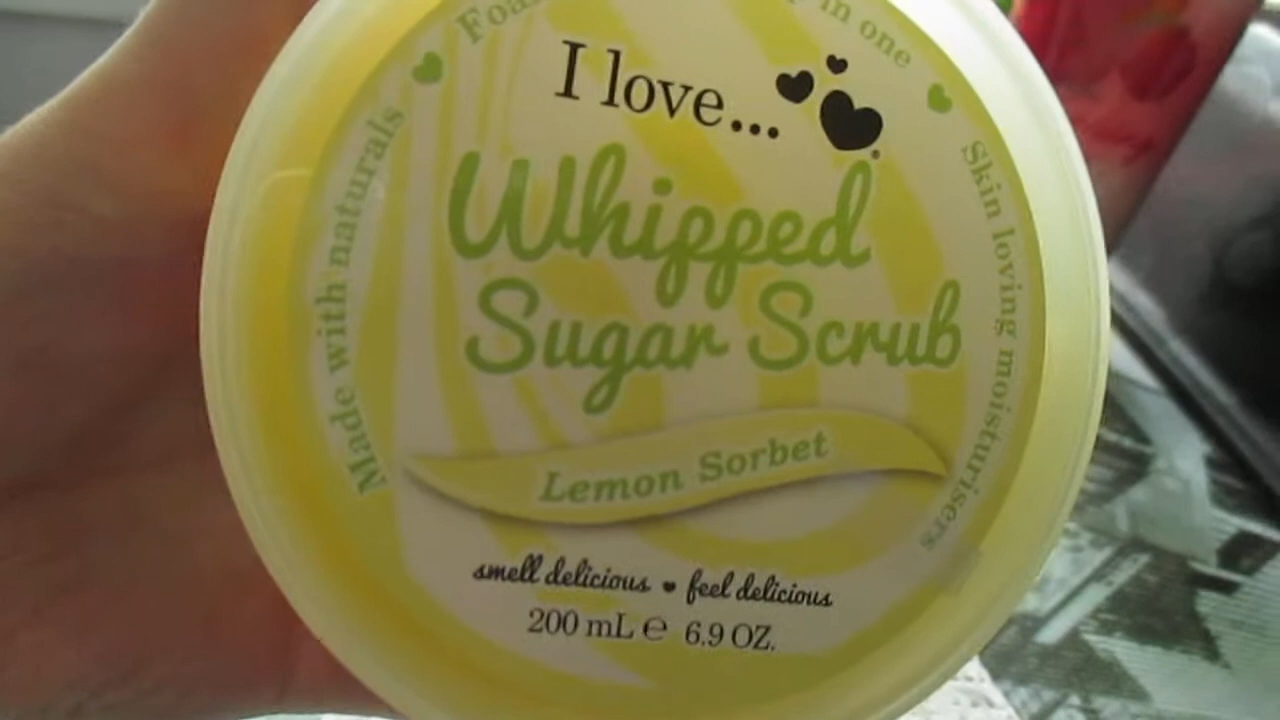 in one
I love...
Whipped
Sugar Scrub
Lemon Sorbet
smell delicious feel delicious
200 mL ℮ 6.9 OZ.
Made with naturals
Skin loving moisturisers